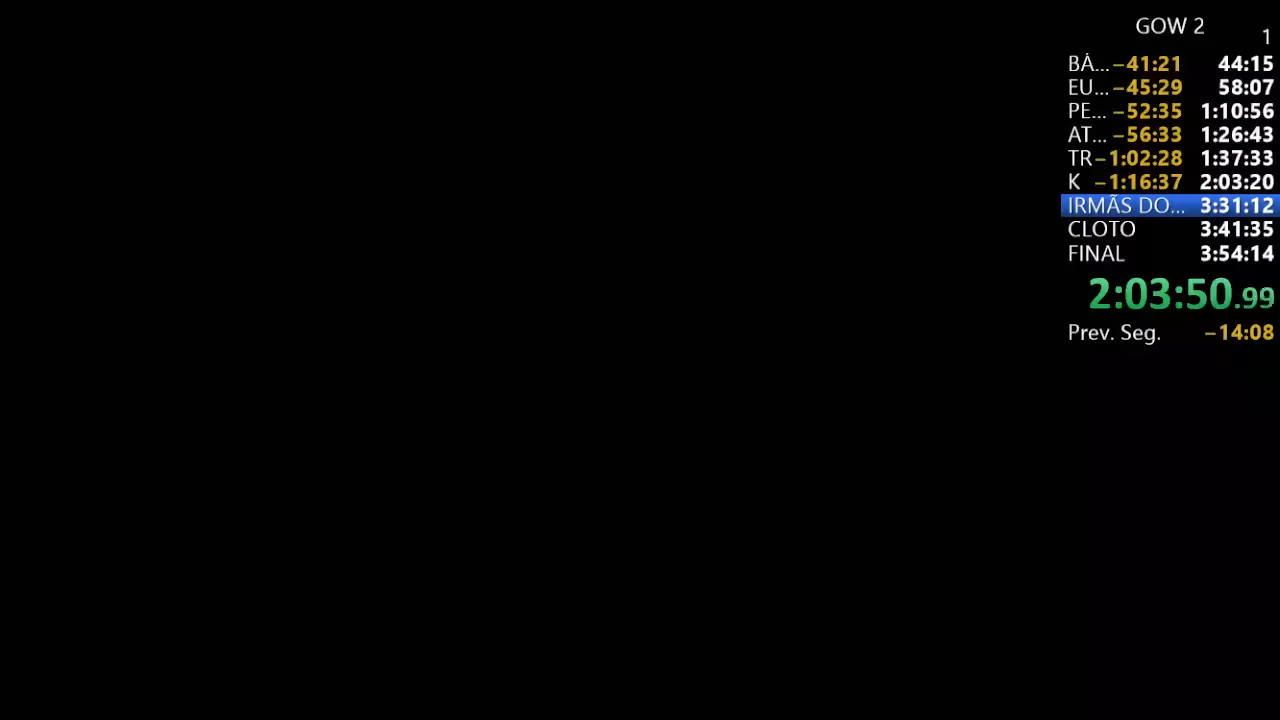 GOW 2
1
BÁ... −41:21 44:15
EU... −45:29 58:07
PE... −52:35 1:10:56
AT... −56:33 1:26:43
TR −1:02:28 1:37:33
K −1:16:37 2:03:20
IRMÃS DO... 3:31:12
CLOTO 3:41:35
FINAL 3:54:14
2:03:50.99
Prev. Seg. −14:08